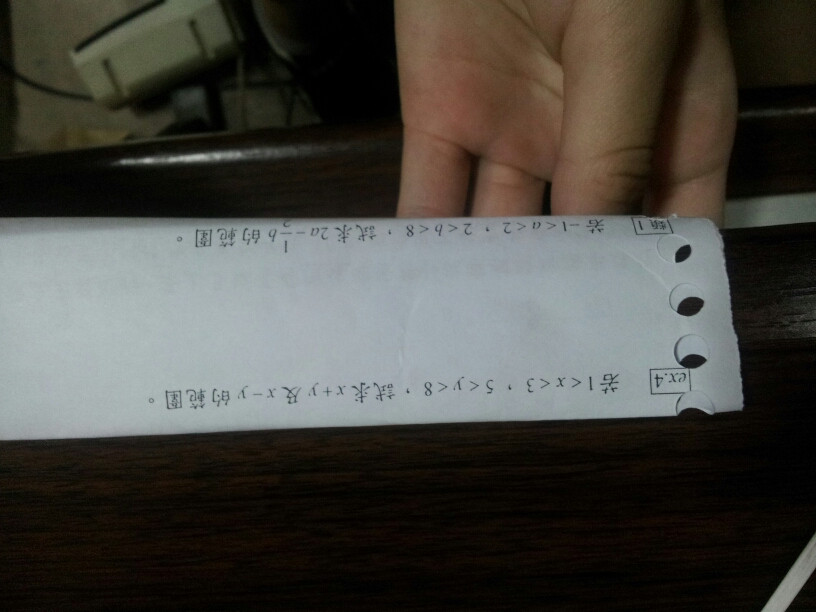 ex.4 若1<x<3，5<y<8，試求x+y及x-y的範圍。
類1 若-1<a<2，2<b<8，試求2a-\frac{1}{2}b的範圍。